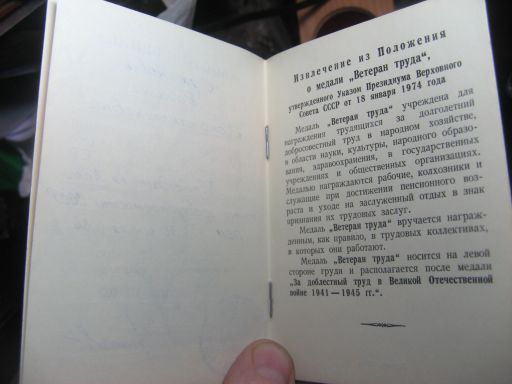 Извлечение из Положения
о медали „Ветеран труда“,
утвержденного Указом Президиума Верховного
Совета СССР от 18 января 1974 года
Медаль „Ветеран труда“ учреждена для
награждения трудящихся за долголетний
добросовестный труд в народном хозяйстве,
в области науки, культуры, народного образо-
вания, здравоохранения, в государственных
учреждениях и общественных организациях.
Медалью награждаются рабочие, колхозники и
служащие при достижении пенсионного воз-
раста и уходе на заслуженный отдых в знак
признания их трудовых заслуг.
Медаль „Ветеран труда“ вручается награж-
денным, как правило, в трудовых коллективах,
в которых они работают.
Медаль „Ветеран труда“ носится на левой
стороне груди и располагается после медали
„За доблестный труд в Великой Отечественной
войне 1941—1945 гг.“.